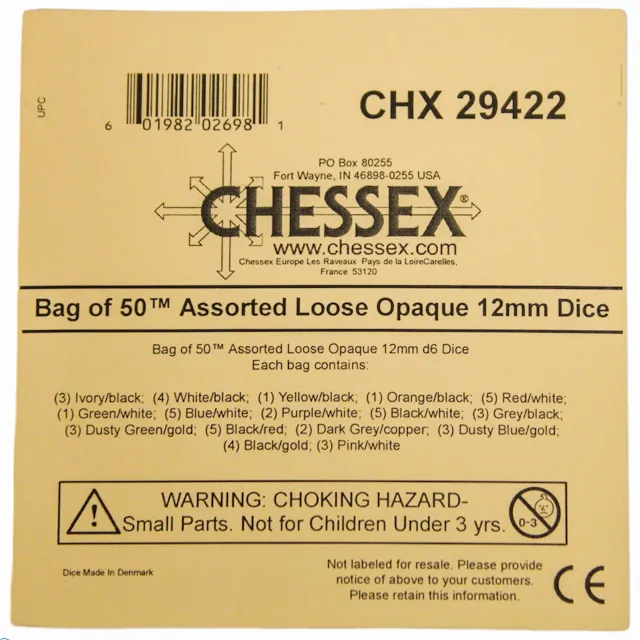 UPC
6 01982 02698 1
CHX 29422
PO Box 80255
Fort Wayne, IN 46898-0255 USA
CHESSEX®
www.chessex.com
Chessex Europe Les Raveaux Pays de la LoireCarelles,
France 53120
Bag of 50™ Assorted Loose Opaque 12mm Dice
Bag of 50™ Assorted Loose Opaque 12mm d6 Dice
Each bag contains:
(3) Ivory/black; (4) White/black; (1) Yellow/black; (1) Orange/black; (5) Red/white;
(1) Green/white; (5) Blue/white; (2) Purple/white; (5) Black/white; (3) Grey/black;
(3) Dusty Green/gold; (5) Black/red; (2) Dark Grey/copper; (3) Dusty Blue/gold;
(4) Black/gold; (3) Pink/white
WARNING: CHOKING HAZARD-
Small Parts. Not for Children Under 3 yrs.
0-3
Dice Made In Denmark
Not labeled for resale. Please provide
notice of above to your customers.
Please retain this information.
CE